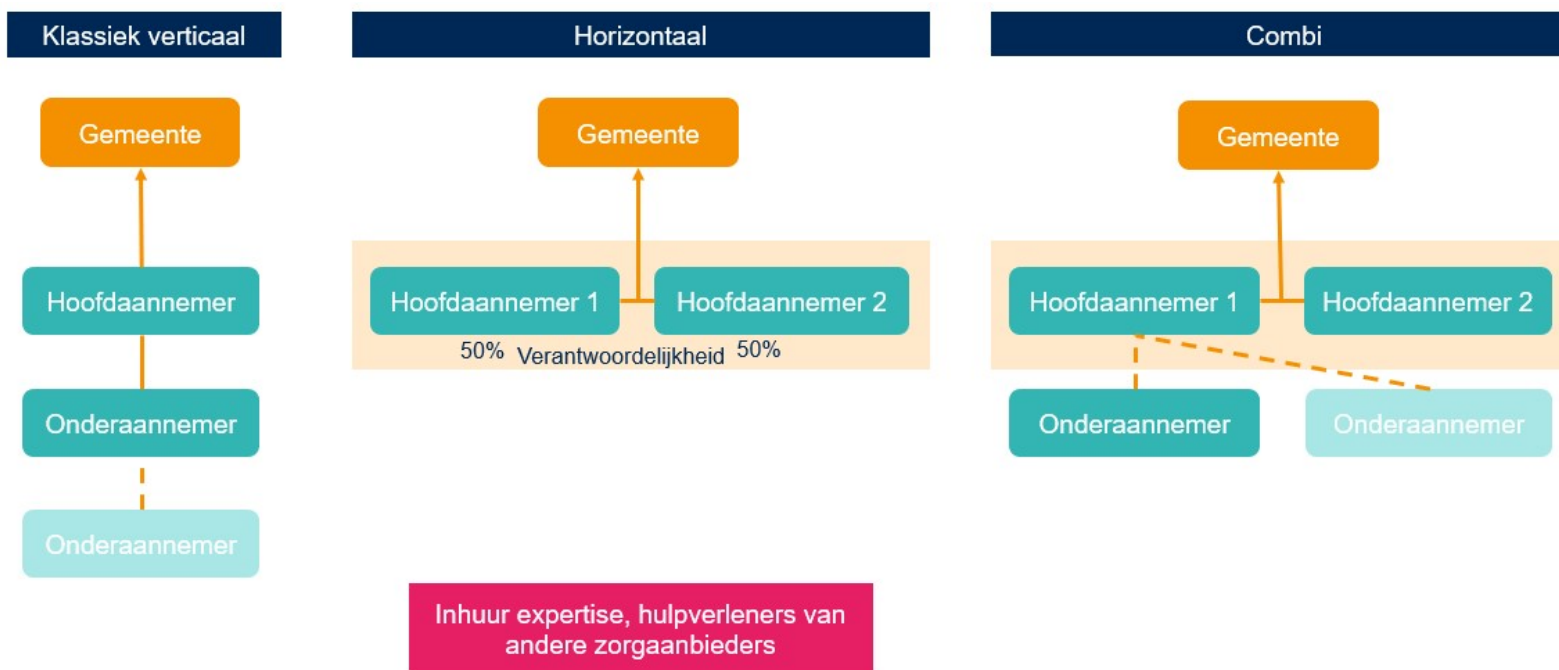 Klassiek verticaal
Gemeente
Hoofdaannemer
Onderaannemer
Onderaannemer
Horizontaal
Gemeente
Hoofdaannemer 1
Hoofdaannemer 2
50% Verantwoordelijkheid 50%
Inhuur expertise, hulpverleners van
andere zorgaanbieders
Combi
Gemeente
Hoofdaannemer 1
Hoofdaannemer 2
Onderaannemer
Onderaannemer